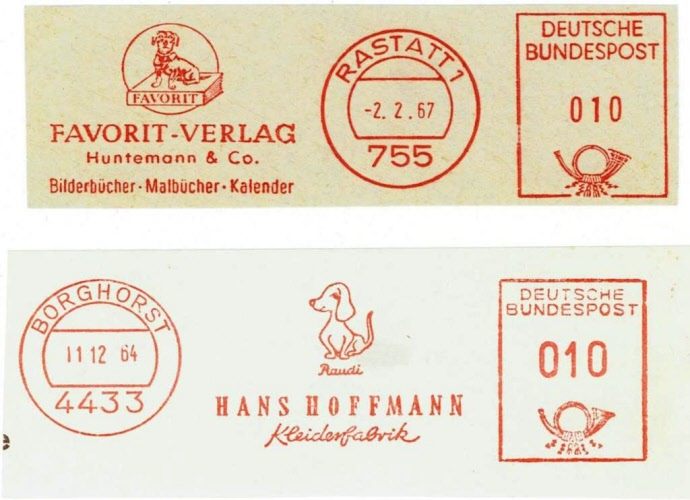 FAVORIT
FAVORIT-VERLAG
Huntemann & Co.
Bilderbücher · Malbücher · Kalender
RASTATT 1
-2. 2. 67
755
DEUTSCHE
BUNDESPOST
010
BORGHORST
11 12 64
4433
Raudi
HANS HOFFMANN
Kleiderfabrik
DEUTSCHE
BUNDESPOST
010
e